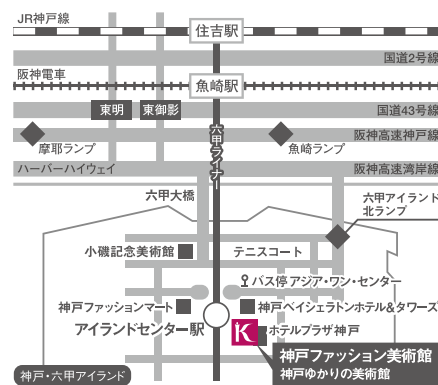 JR神戸線
住吉駅
国道2号線
阪神電車
魚崎駅
東明
東御影
国道43号線
摩耶ランプ
六甲ライナー
魚崎ランプ
阪神高速神戸線
ハーバーハイウェイ
阪神高速湾岸線
六甲大橋
六甲アイランド
北ランプ
小磯記念美術館
テニスコート
バス停 アジア・ワン・センター
神戸ファッションマート
神戸ベイシェラトンホテル&タワーズ
アイランドセンター駅
K
ホテルプラザ神戸
神戸ファッション美術館
神戸ゆかりの美術館
神戸・六甲アイランド